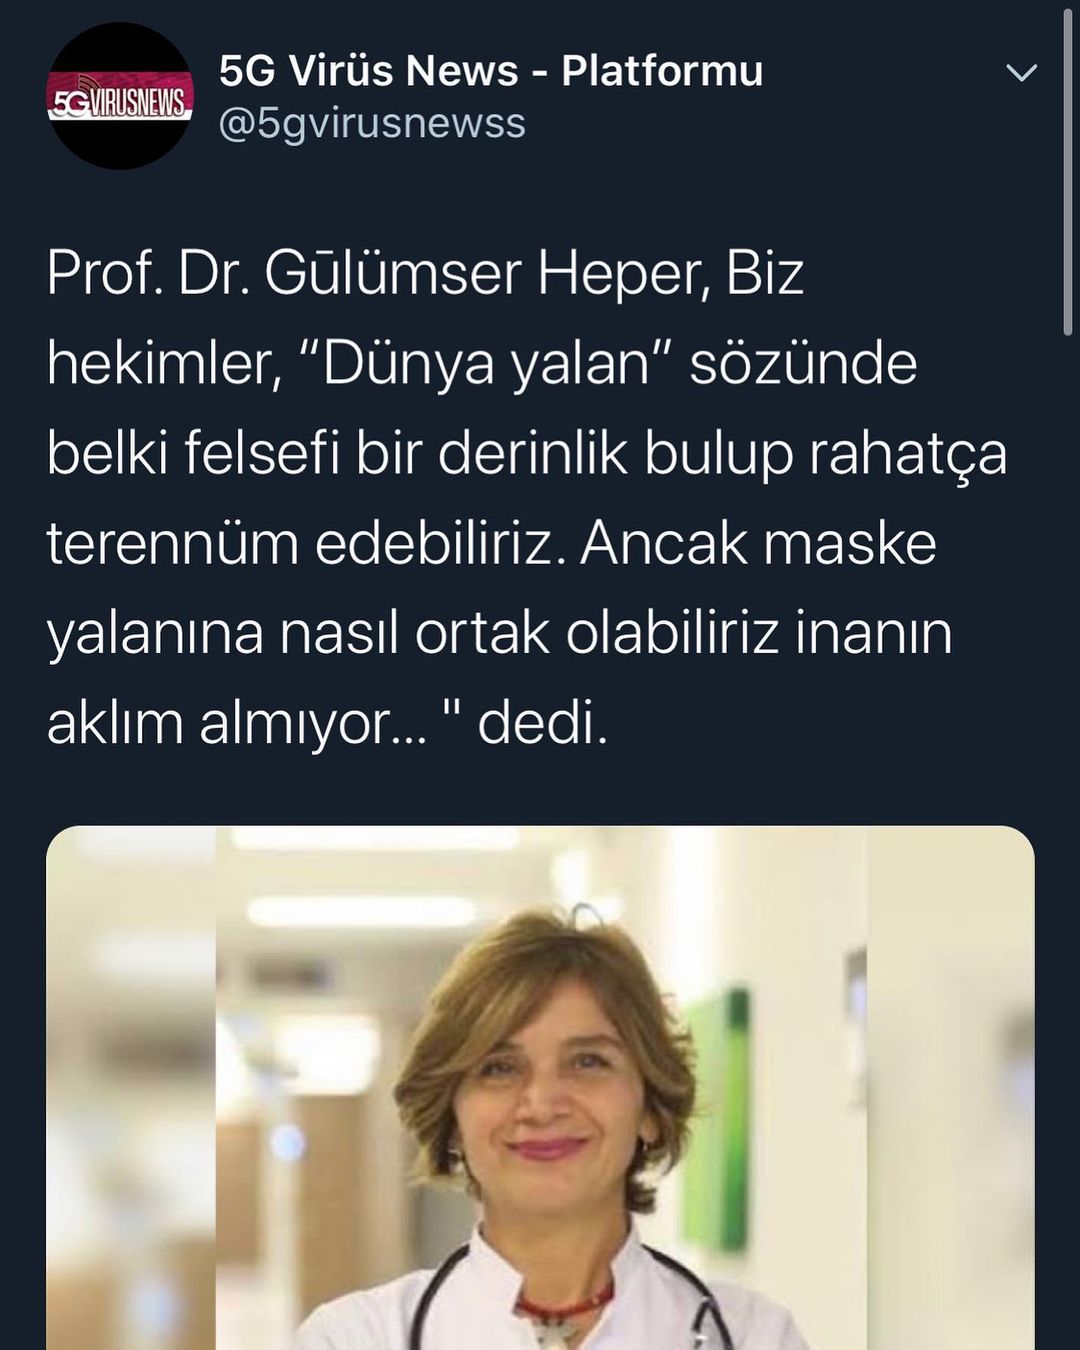 5GVIRUSNEWS
5G Virüs News - Platformu
@5gvirusnewss
Prof. Dr. Gūlümser Heper, Biz
hekimler, “Dünya yalan” sözünde
belki felsefi bir derinlik bulup rahatça
terennüm edebiliriz. Ancak maske
yalanına nasıl ortak olabiliriz inanın
aklım almıyor... " dedi.